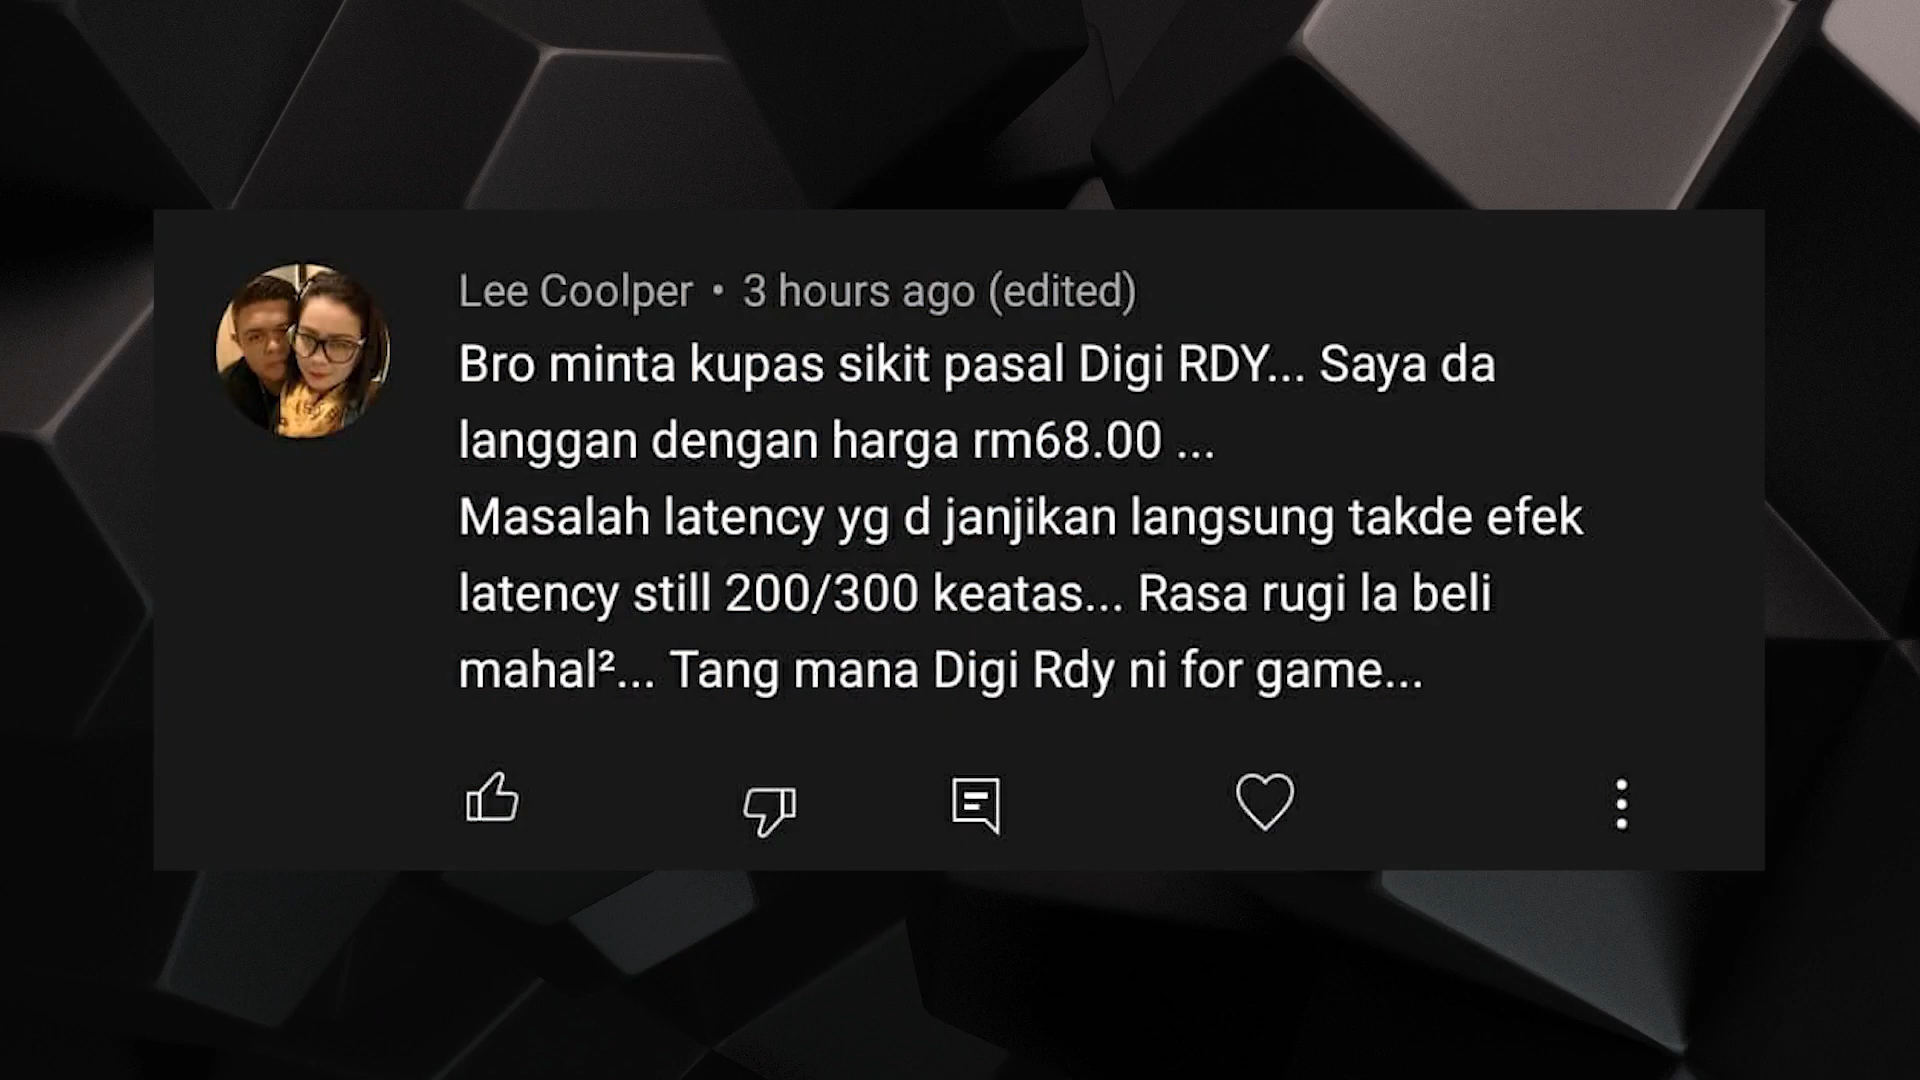 Lee Coolper • 3 hours ago (edited)
Bro minta kupas sikit pasal Digi RDY... Saya da
langgan dengan harga rm68.00 ...
Masalah latency yg d janjikan langsung takde efek
latency still 200/300 keatas... Rasa rugi la beli
mahal²... Tang mana Digi Rdy ni for game...